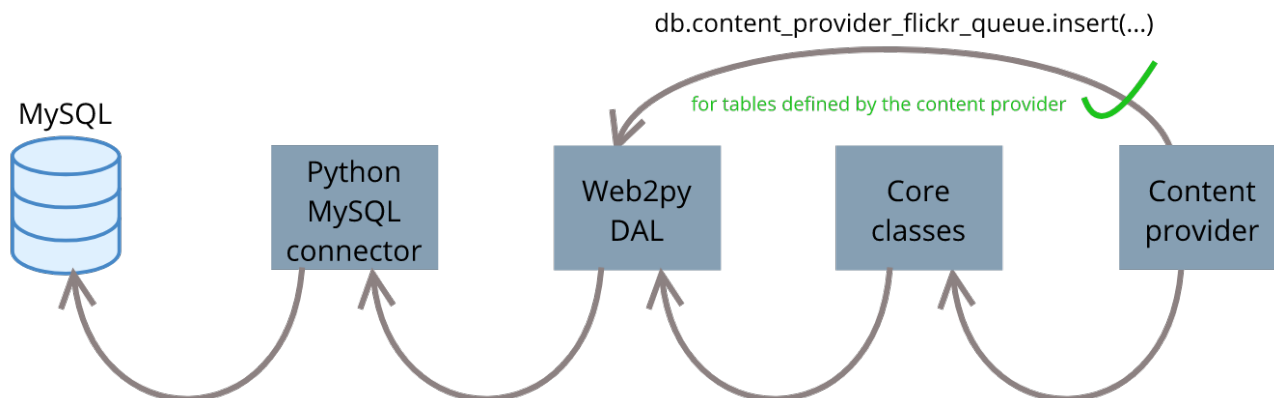 db.content_provider_flickr_queue.insert(...)
for tables defined by the content provider
MySQL
Python
MySQL
connector
Web2py
DAL
Core
classes
Content
provider